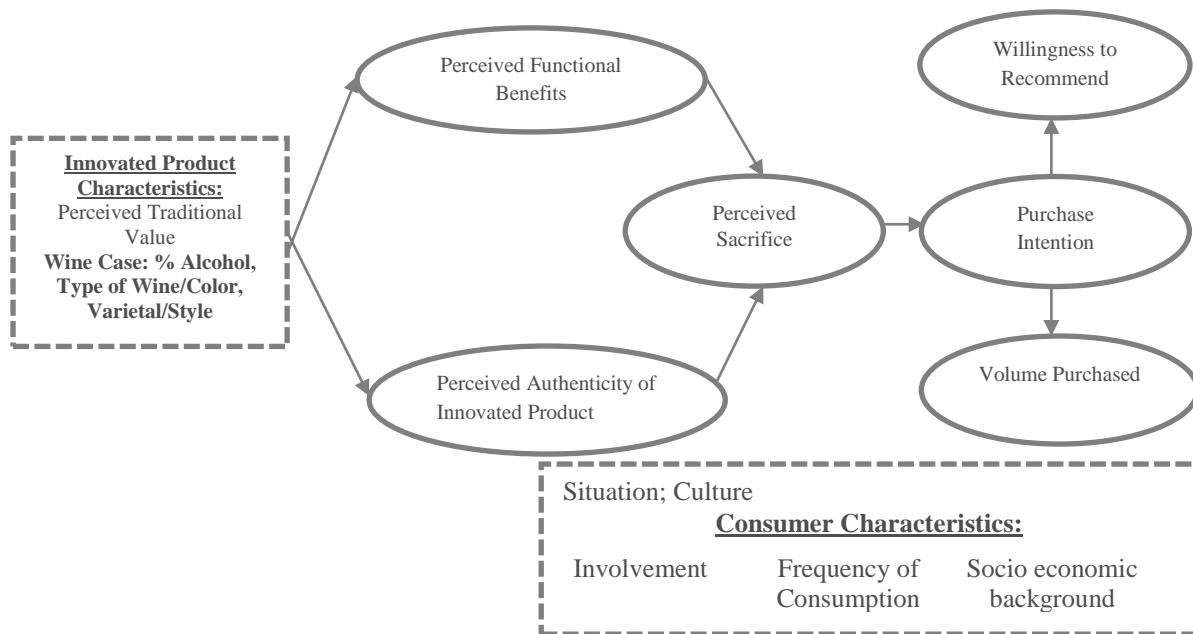 Perceived Functional
Benefits
Willingness to
Recommend
Innovated Product
Characteristics:
Perceived Traditional
Value
Wine Case: % Alcohol,
Type of Wine/Color,
Varietal/Style
Perceived
Sacrifice
Purchase
Intention
Perceived Authenticity of
Innovated Product
Volume Purchased
Situation; Culture
Consumer Characteristics:
Involvement
Frequency of
Consumption
Socio economic
background